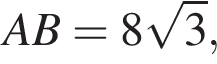 AB = 8√3,